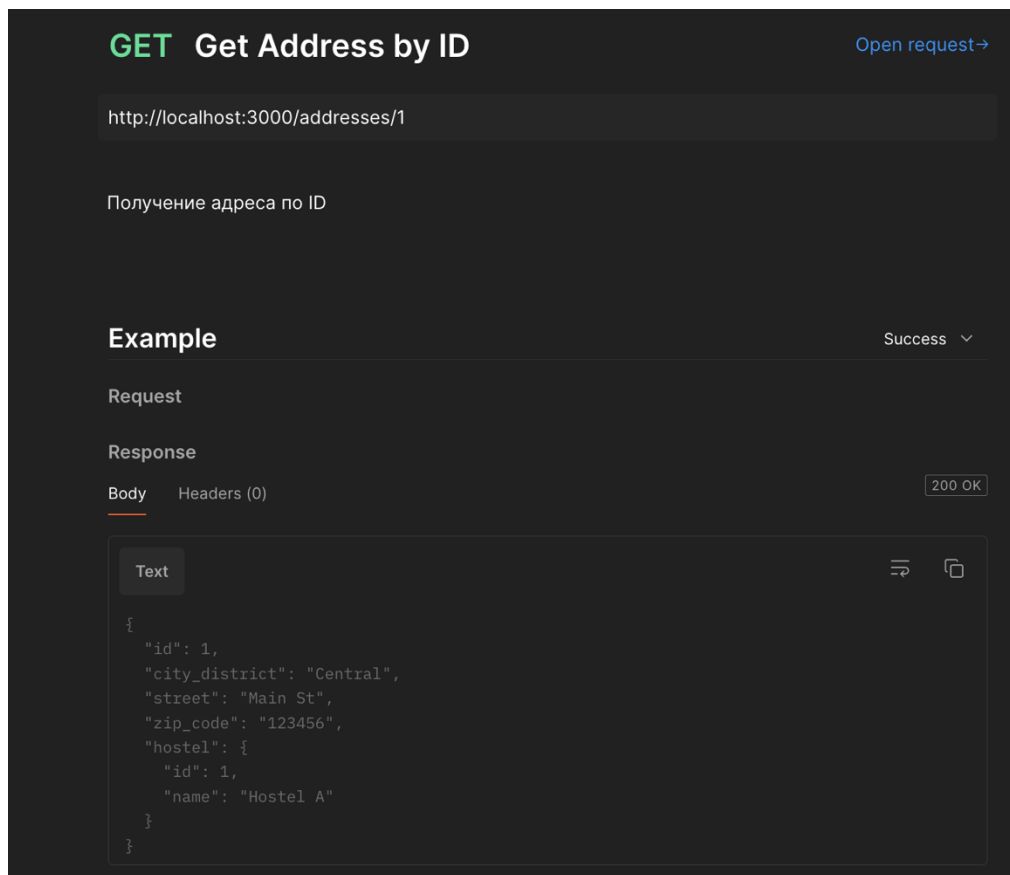 GET Get Address by ID
Open request→
http://localhost:3000/addresses/1
Получение адреса по ID
Example
Success
Request
Response
Body Headers (0)
200 OK
Text
{
  "id": 1,
  "city_district": "Central",
  "street": "Main St",
  "zip_code": "123456",
  "hostel": {
    "id": 1,
    "name": "Hostel A"
  }
}